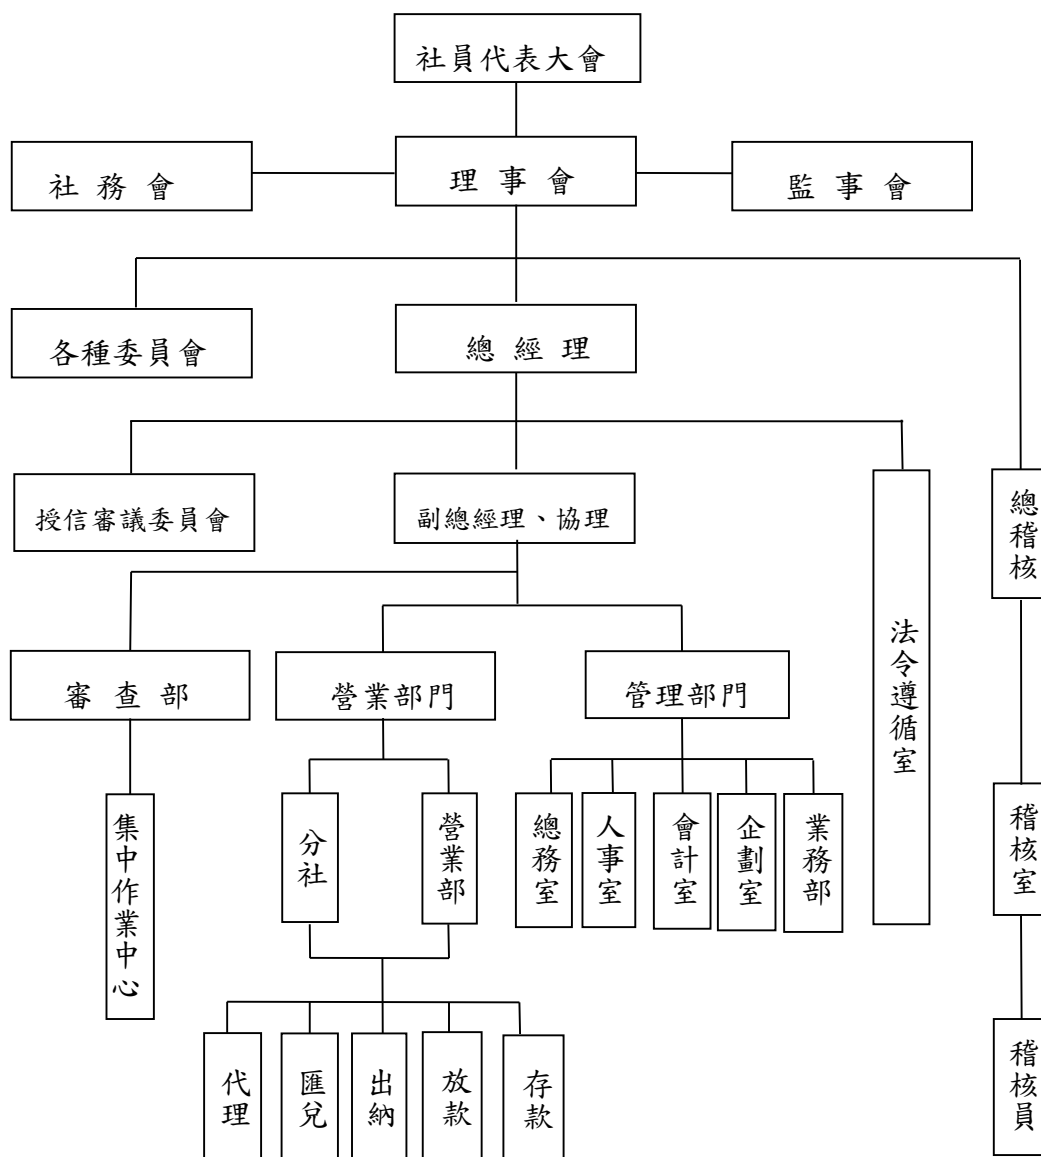 社員代表大會
社務會
理事會
監事會
各種委員會
總經理
授信審議委員會
副總經理、協理
總稽核
法令遵循室
審查部
營業部門
管理部門
集中作業中心
分社
營業部
總務室
人事室
會計室
企劃室
業務部
稽核室
代理
匯兌
出納
放款
存款
稽核員